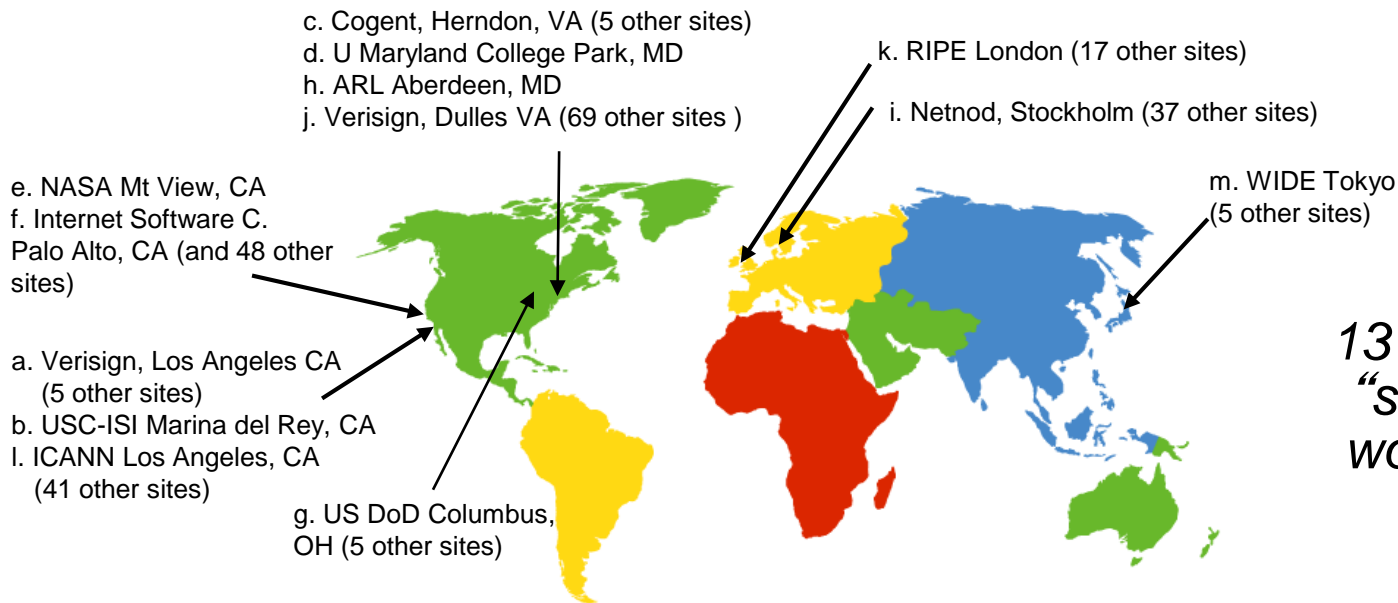 c. Cogent, Herndon, VA (5 other sites)
d. U Maryland College Park, MD
h. ARL Aberdeen, MD
j. Verisign, Dulles VA (69 other sites )
k. RIPE London (17 other sites)
i. Netnod, Stockholm (37 other sites)
m. WIDE Tokyo
(5 other sites)
e. NASA Mt View, CA
f. Internet Software C.
Palo Alto, CA (and 48 other
sites)
a. Verisign, Los Angeles CA
(5 other sites)
b. USC-ISI Marina del Rey, CA
l. ICANN Los Angeles, CA
(41 other sites)
g. US DoD Columbus,
OH (5 other sites)
13